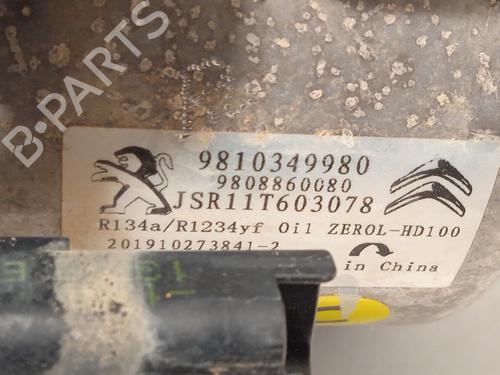 B-PARTS
9810349980
9808860080
JSR11T603078
R134a/R1234yf Oil ZEROL-HD100
201910273841-2
in China